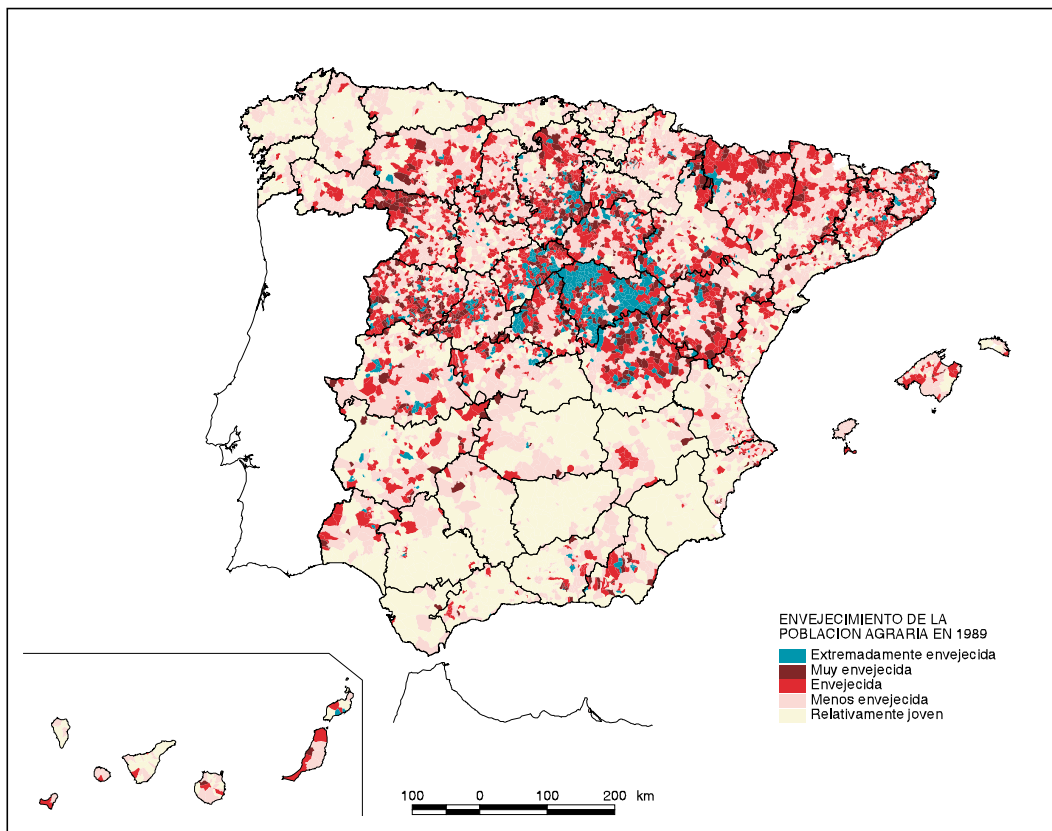 ENVEJECIMIENTO DE LA
POBLACION AGRARIA EN 1989
Extremadamente envejecida
Muy envejecida
Envejecida
Menos envejecida
Relativamente joven
100 0 100 200 km